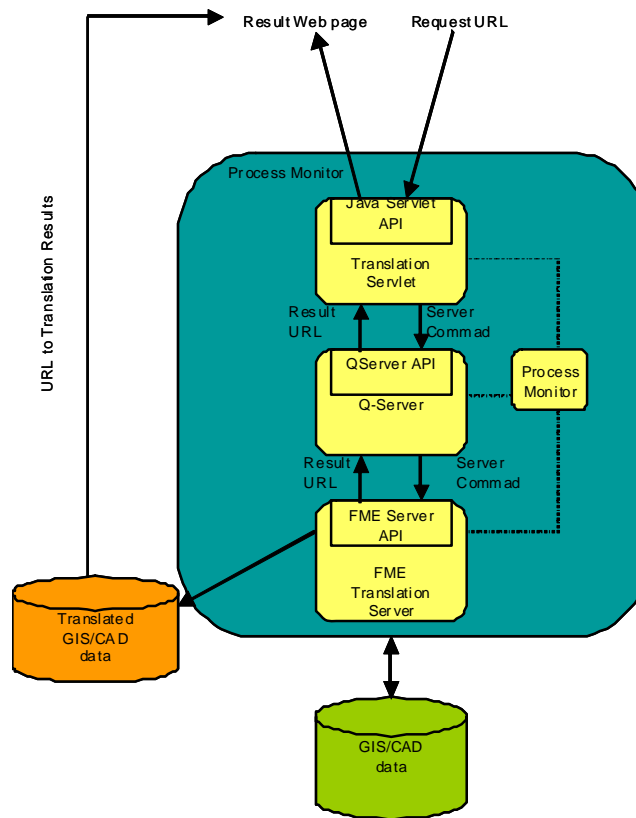 Result Web page
Request URL
Process Monitor
Java Servlet
API
Translation
Servlet
Result
URL
Server
Commad
QServer API
Q-Server
Process
Monitor
Result
URL
Server
Commad
FME Server
API
FME
Translation
Server
URL to Translation Results
Translated
GIS/CAD
data
GIS/CAD
data